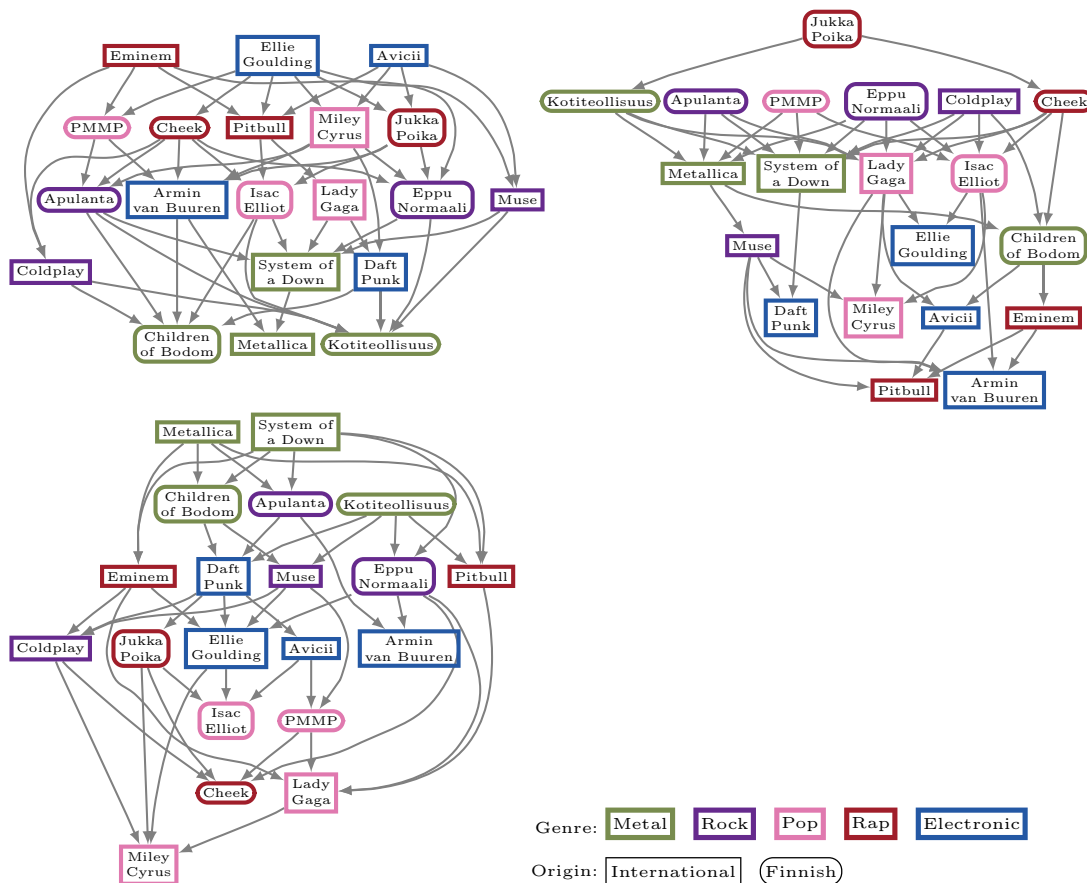 Eminem
Ellie
Goulding
Avicii
PMMP
Cheek
Pitbull
Miley
Cyrus
Jukka
Poika
Apulanta
Armin
van Buuren
Isac
Elliot
Lady
Gaga
Eppu
Normaali
Muse
Coldplay
System of
a Down
Daft
Punk
Children
of Bodom
Metallica
Kotiteollisuus
Jukka
Poika
Kotiteollisuus
Apulanta
PMMP
Eppu
Normaali
Coldplay
Cheek
Metallica
System of
a Down
Lady
Gaga
Isac
Elliot
Muse
Ellie
Goulding
Children
of Bodom
Daft
Punk
Miley
Cyrus
Avicii
Eminem
Pitbull
Armin
van Buuren
Metallica
System of
a Down
Children
of Bodom
Apulanta
Kotiteollisuus
Eminem
Daft
Punk
Muse
Eppu
Normaali
Pitbull
Coldplay
Jukka
Poika
Ellie
Goulding
Avicii
Armin
van Buuren
Isac
Elliot
PMMP
Cheek
Lady
Gaga
Miley
Cyrus
Genre: Metal Rock Pop Rap Electronic
Origin: International Finnish